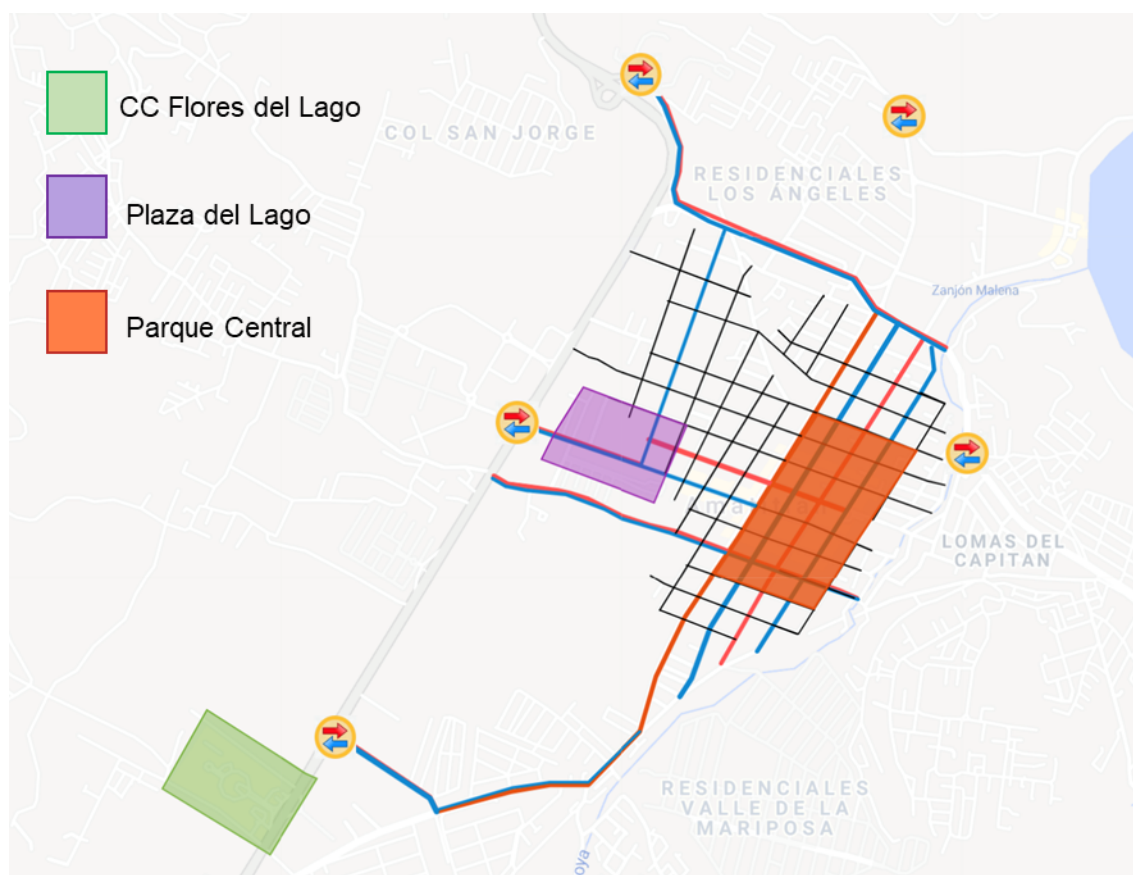 CC Flores del Lago
Plaza del Lago
Parque Central
COL SAN JORGE
RESIDENCIALES
LOS ÁNGELES
Zanjón Malena
LOMAS DEL
CAPITAN
RESIDENCIALES
VALLE DE LA
MARIPOSA